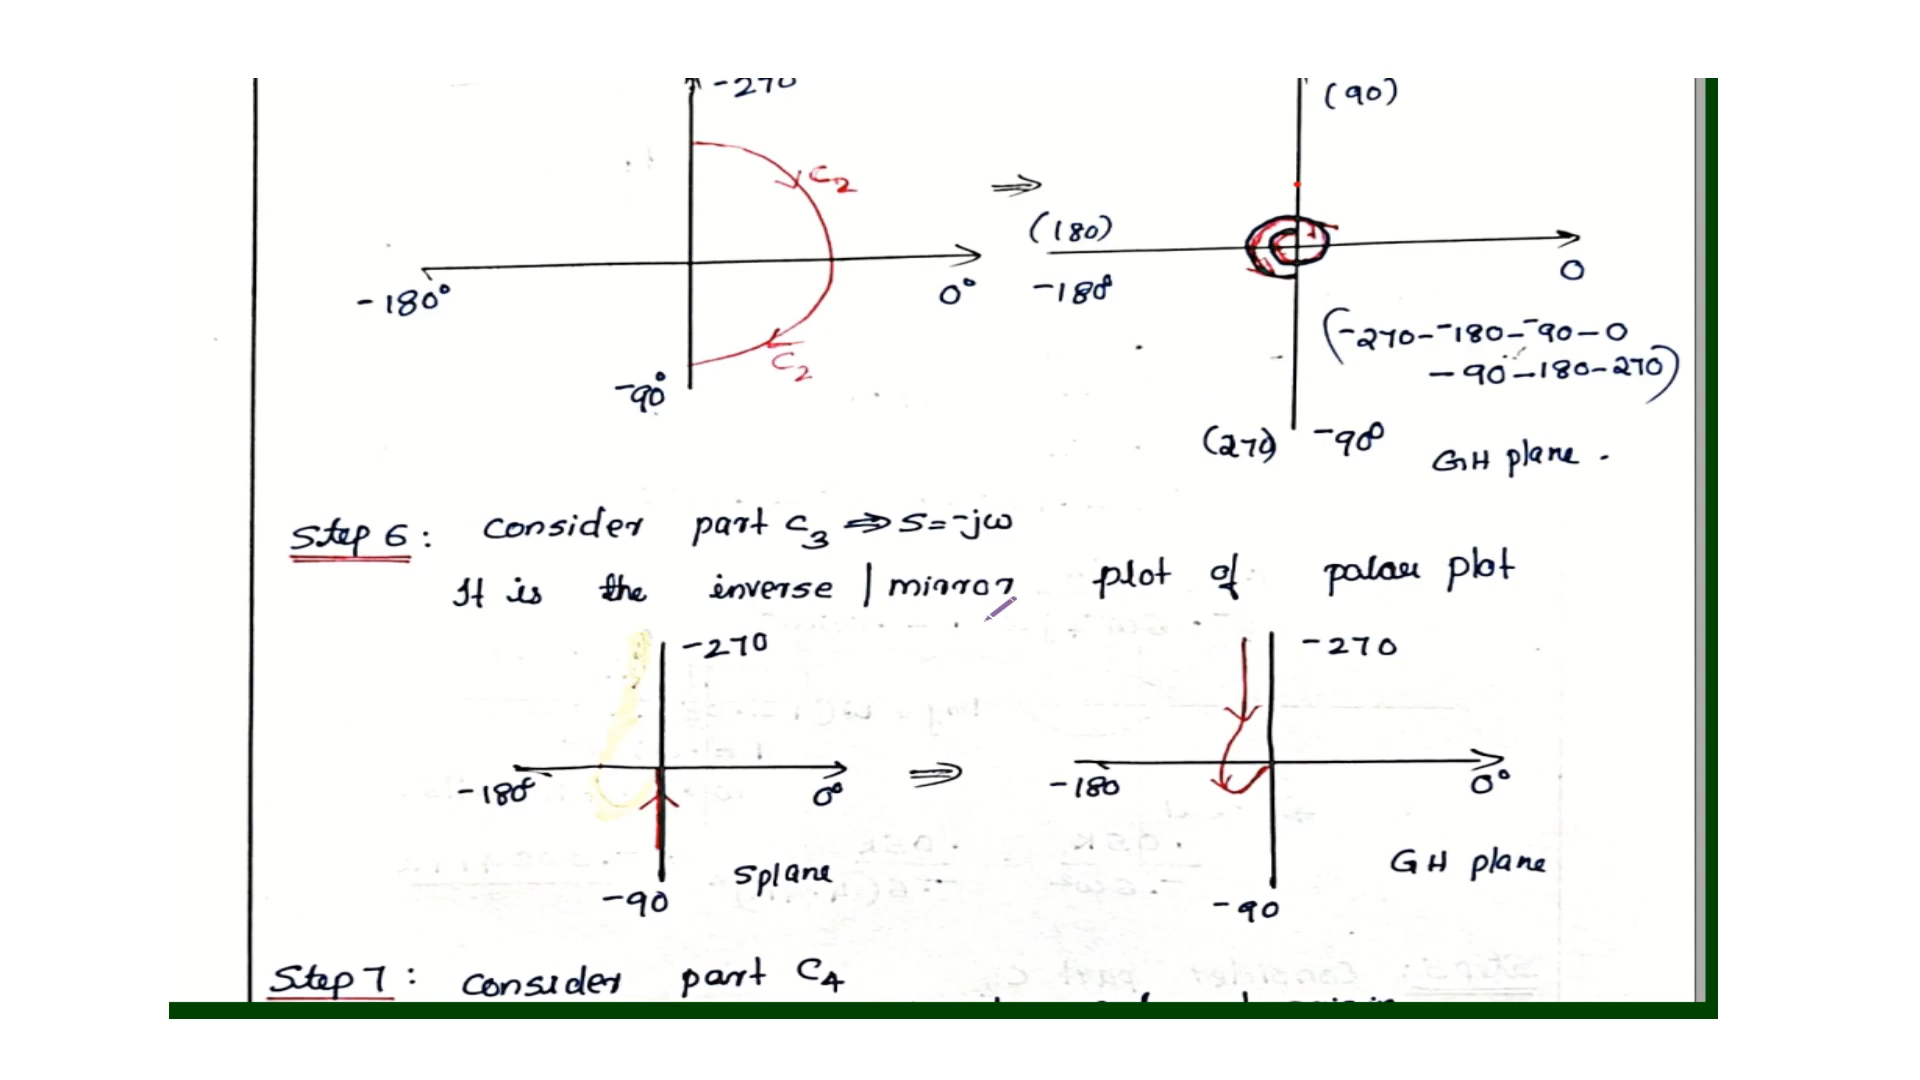 -270
(90)
C2
(180)
-180°
0°
-180°
0
C2
(-270--180--90-0
-90-180-270)
-90°
(270)
-90°
GH plane.
Step 6: Consider part C3 ⇒ S=-jω
It is the inverse / mirror plot of polar plot
-270
-270
-180°
0°
⇒
-180
0°
S plane
GH plane
-90
-90
Step 7: Consider part C4